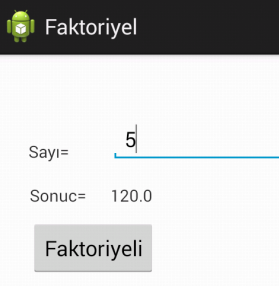 Faktoriyel
5
Sayı=
Sonuc= 120.0
Faktoriyeli